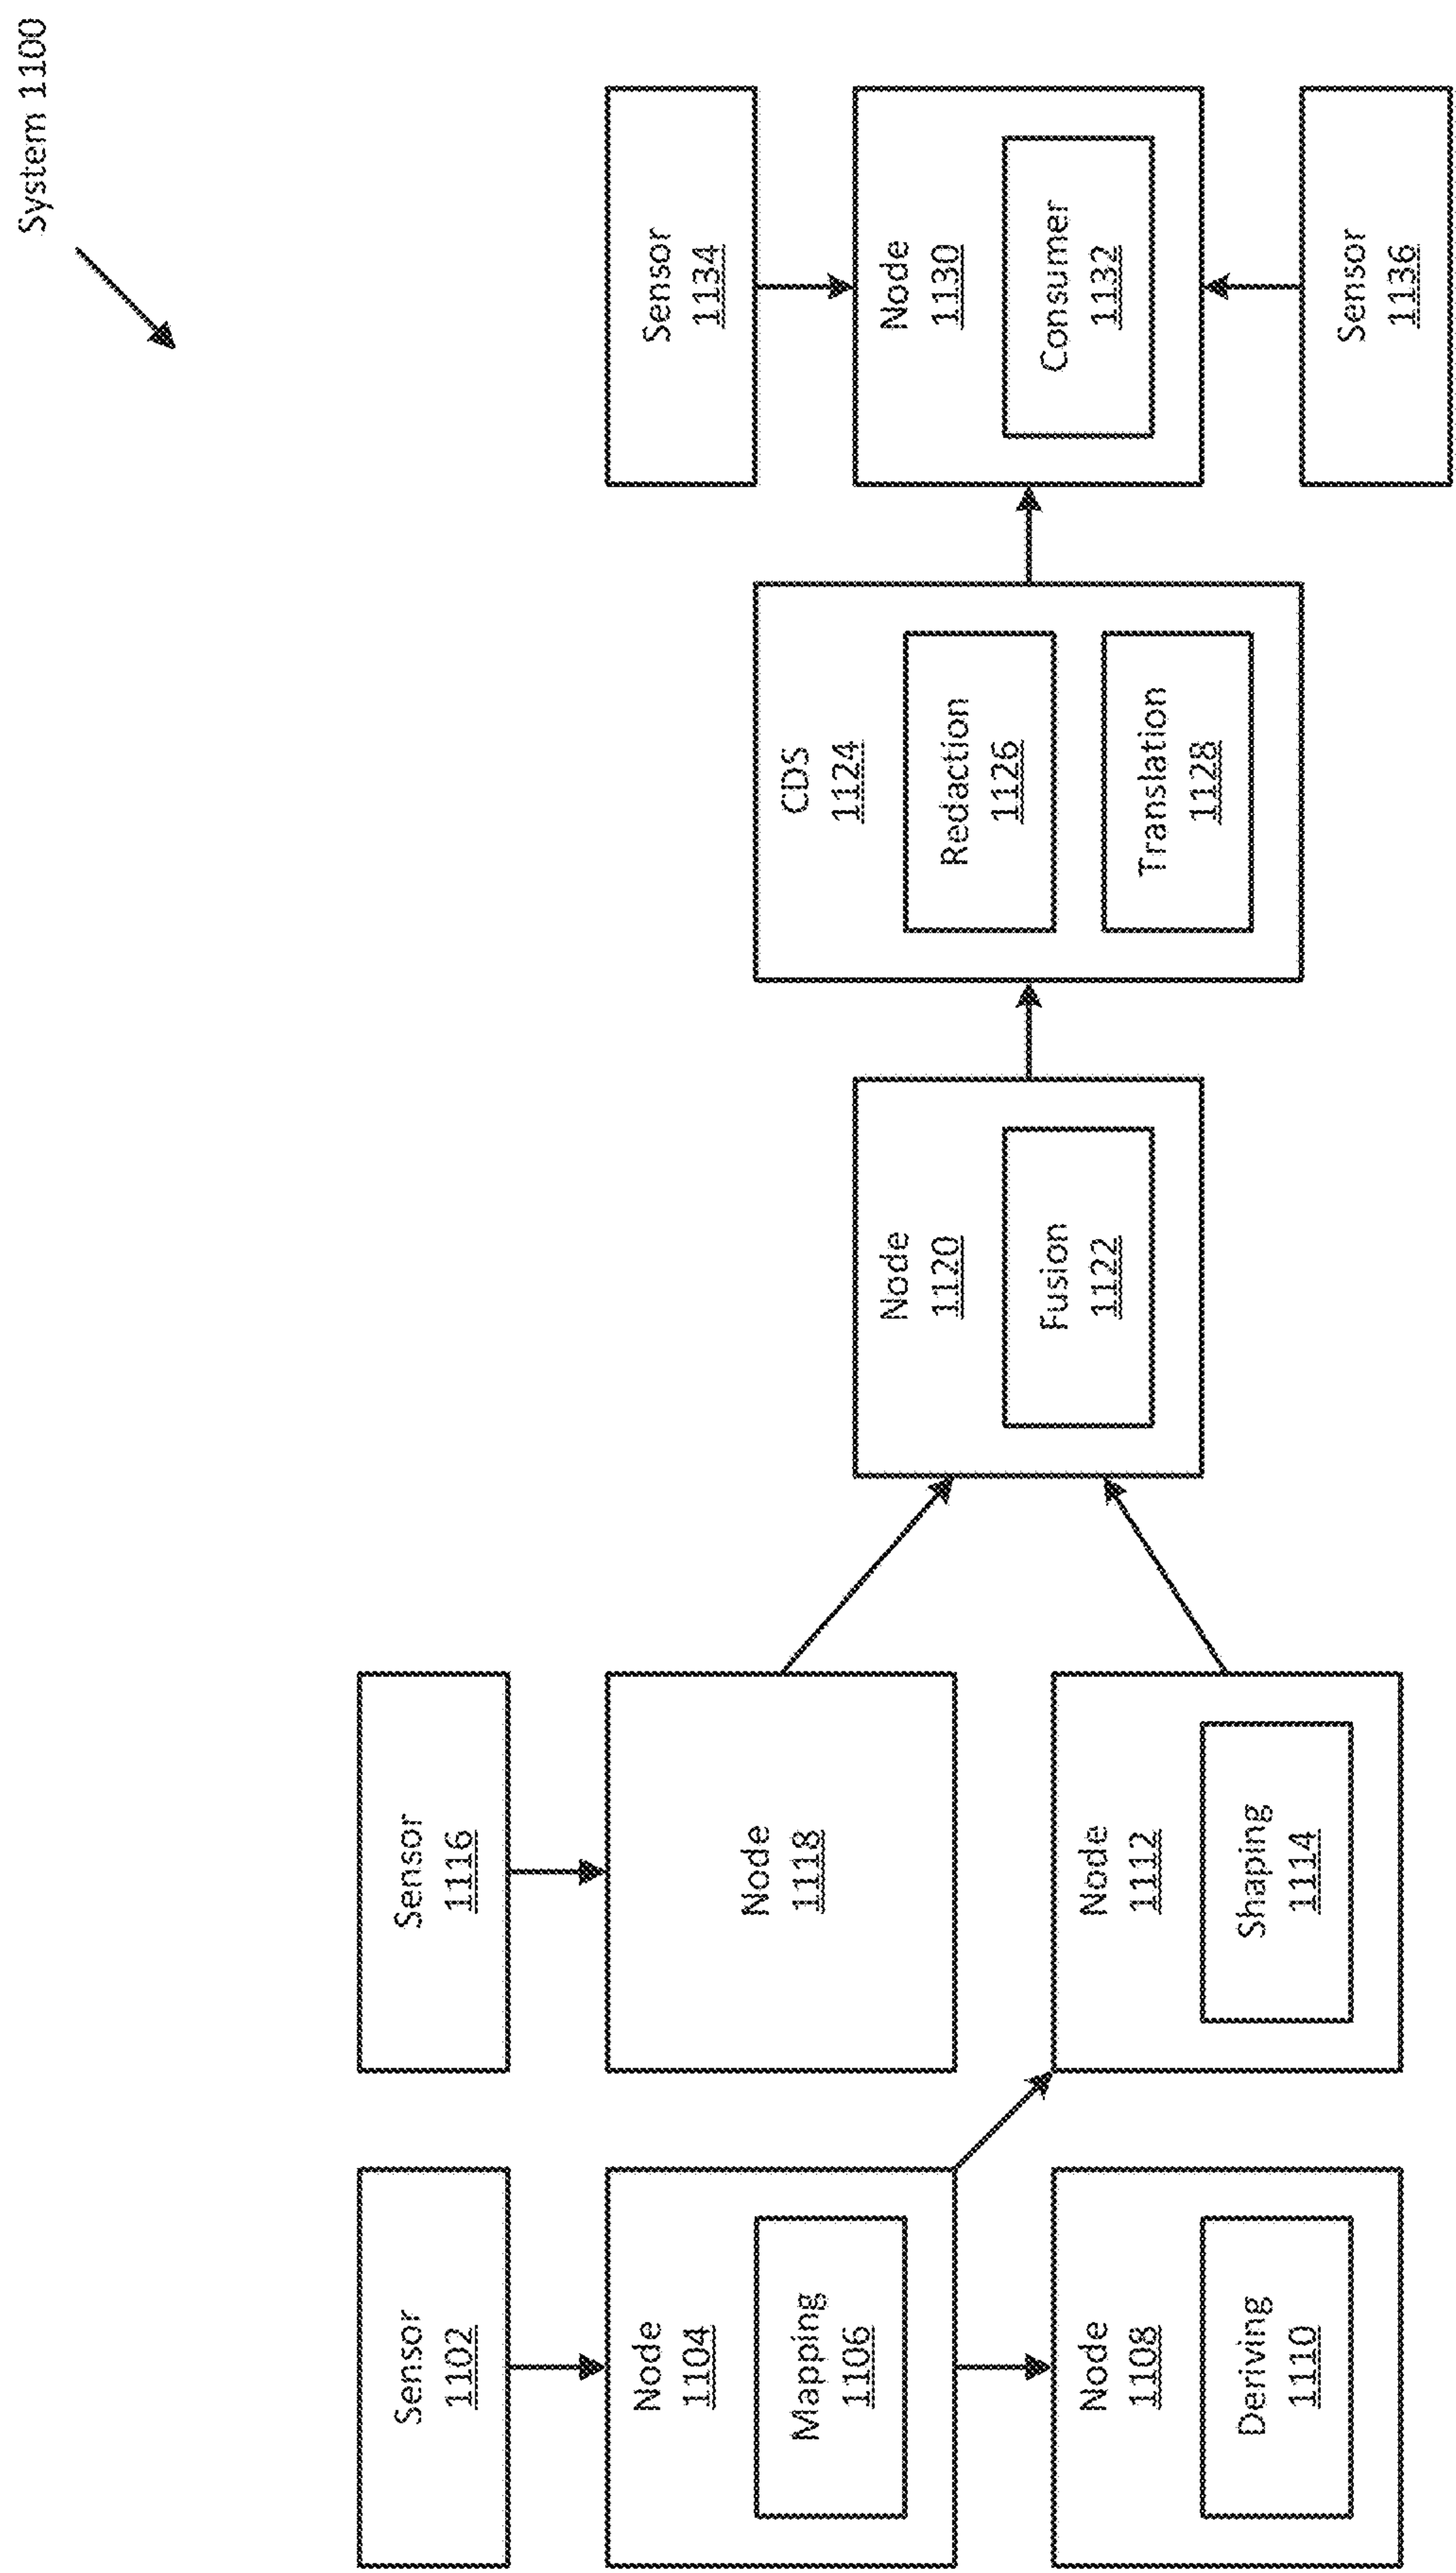 System 1100
Sensor
1102
Node
1104
Mapping
1106
Node
1108
Deriving
1110
Sensor
1116
Node
1118
Node
1112
Shaping
1114
Node
1120
Fusion
1122
CDS
1124
Redaction
1126
Translation
1128
Sensor
1134
Node
1130
Consumer
1132
Sensor
1136